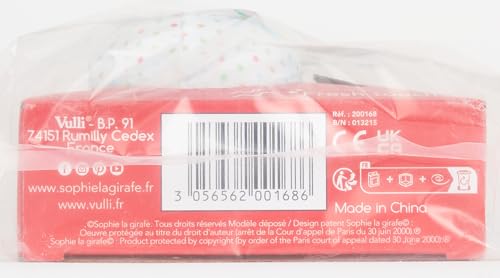 Vulli® - B.P. 91
74151 Rumilly Cedex
France
www.sophielagirafe.fr
www.vulli.fr
3 056562 001686
Réf. : 200168
B/N : 013215
CE UK CA
FR
Made in China
©Sophie la girafe: Tous droits réservés Modèle déposé / Design patent Sophie la girafe© :
Oeuvre protégée au titre du droit d'auteur (arrêt de la Cour d'appel de Paris du 30 juin 2000).®
Sophie la girafe© : Product protected by copyright (by order of the Paris court of appeal dated 30 June 2000).®